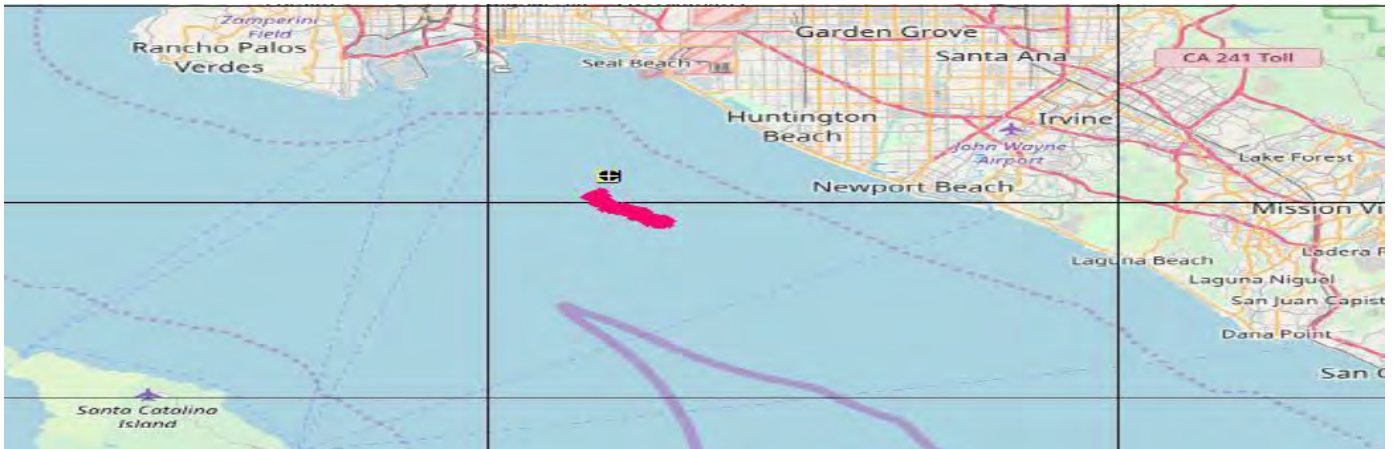 Zamperini
Field
Rancho Palos
Verdes
Seal Beach
Garden Grove
Santa Ana
CA 241 Toll
Huntington
Beach
Irvine
John Wayne
Airport
Lake Forest
Newport Beach
Mission Vi
Laguna Beach
Ladera R
Laguna Niguel
San Juan Capist
Dana Point
San C
Santa Catalina
Island